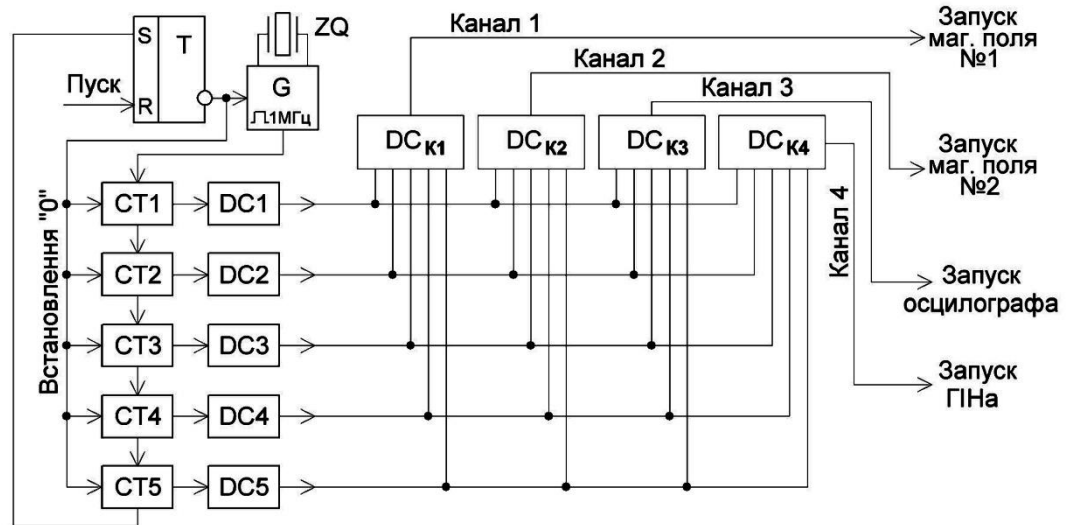 S
T
R
Пуск
ZQ
G
1МГц
Канал 1
Канал 2
Канал 3
Канал 4
Запуск
маг. поля
№1
Запуск
маг. поля
№2
Запуск
осцилографа
Запуск
ГІНа
DCК1
DCК2
DCК3
DCК4
Встановлення "0"
CT1
DC1
CT2
DC2
CT3
DC3
CT4
DC4
CT5
DC5